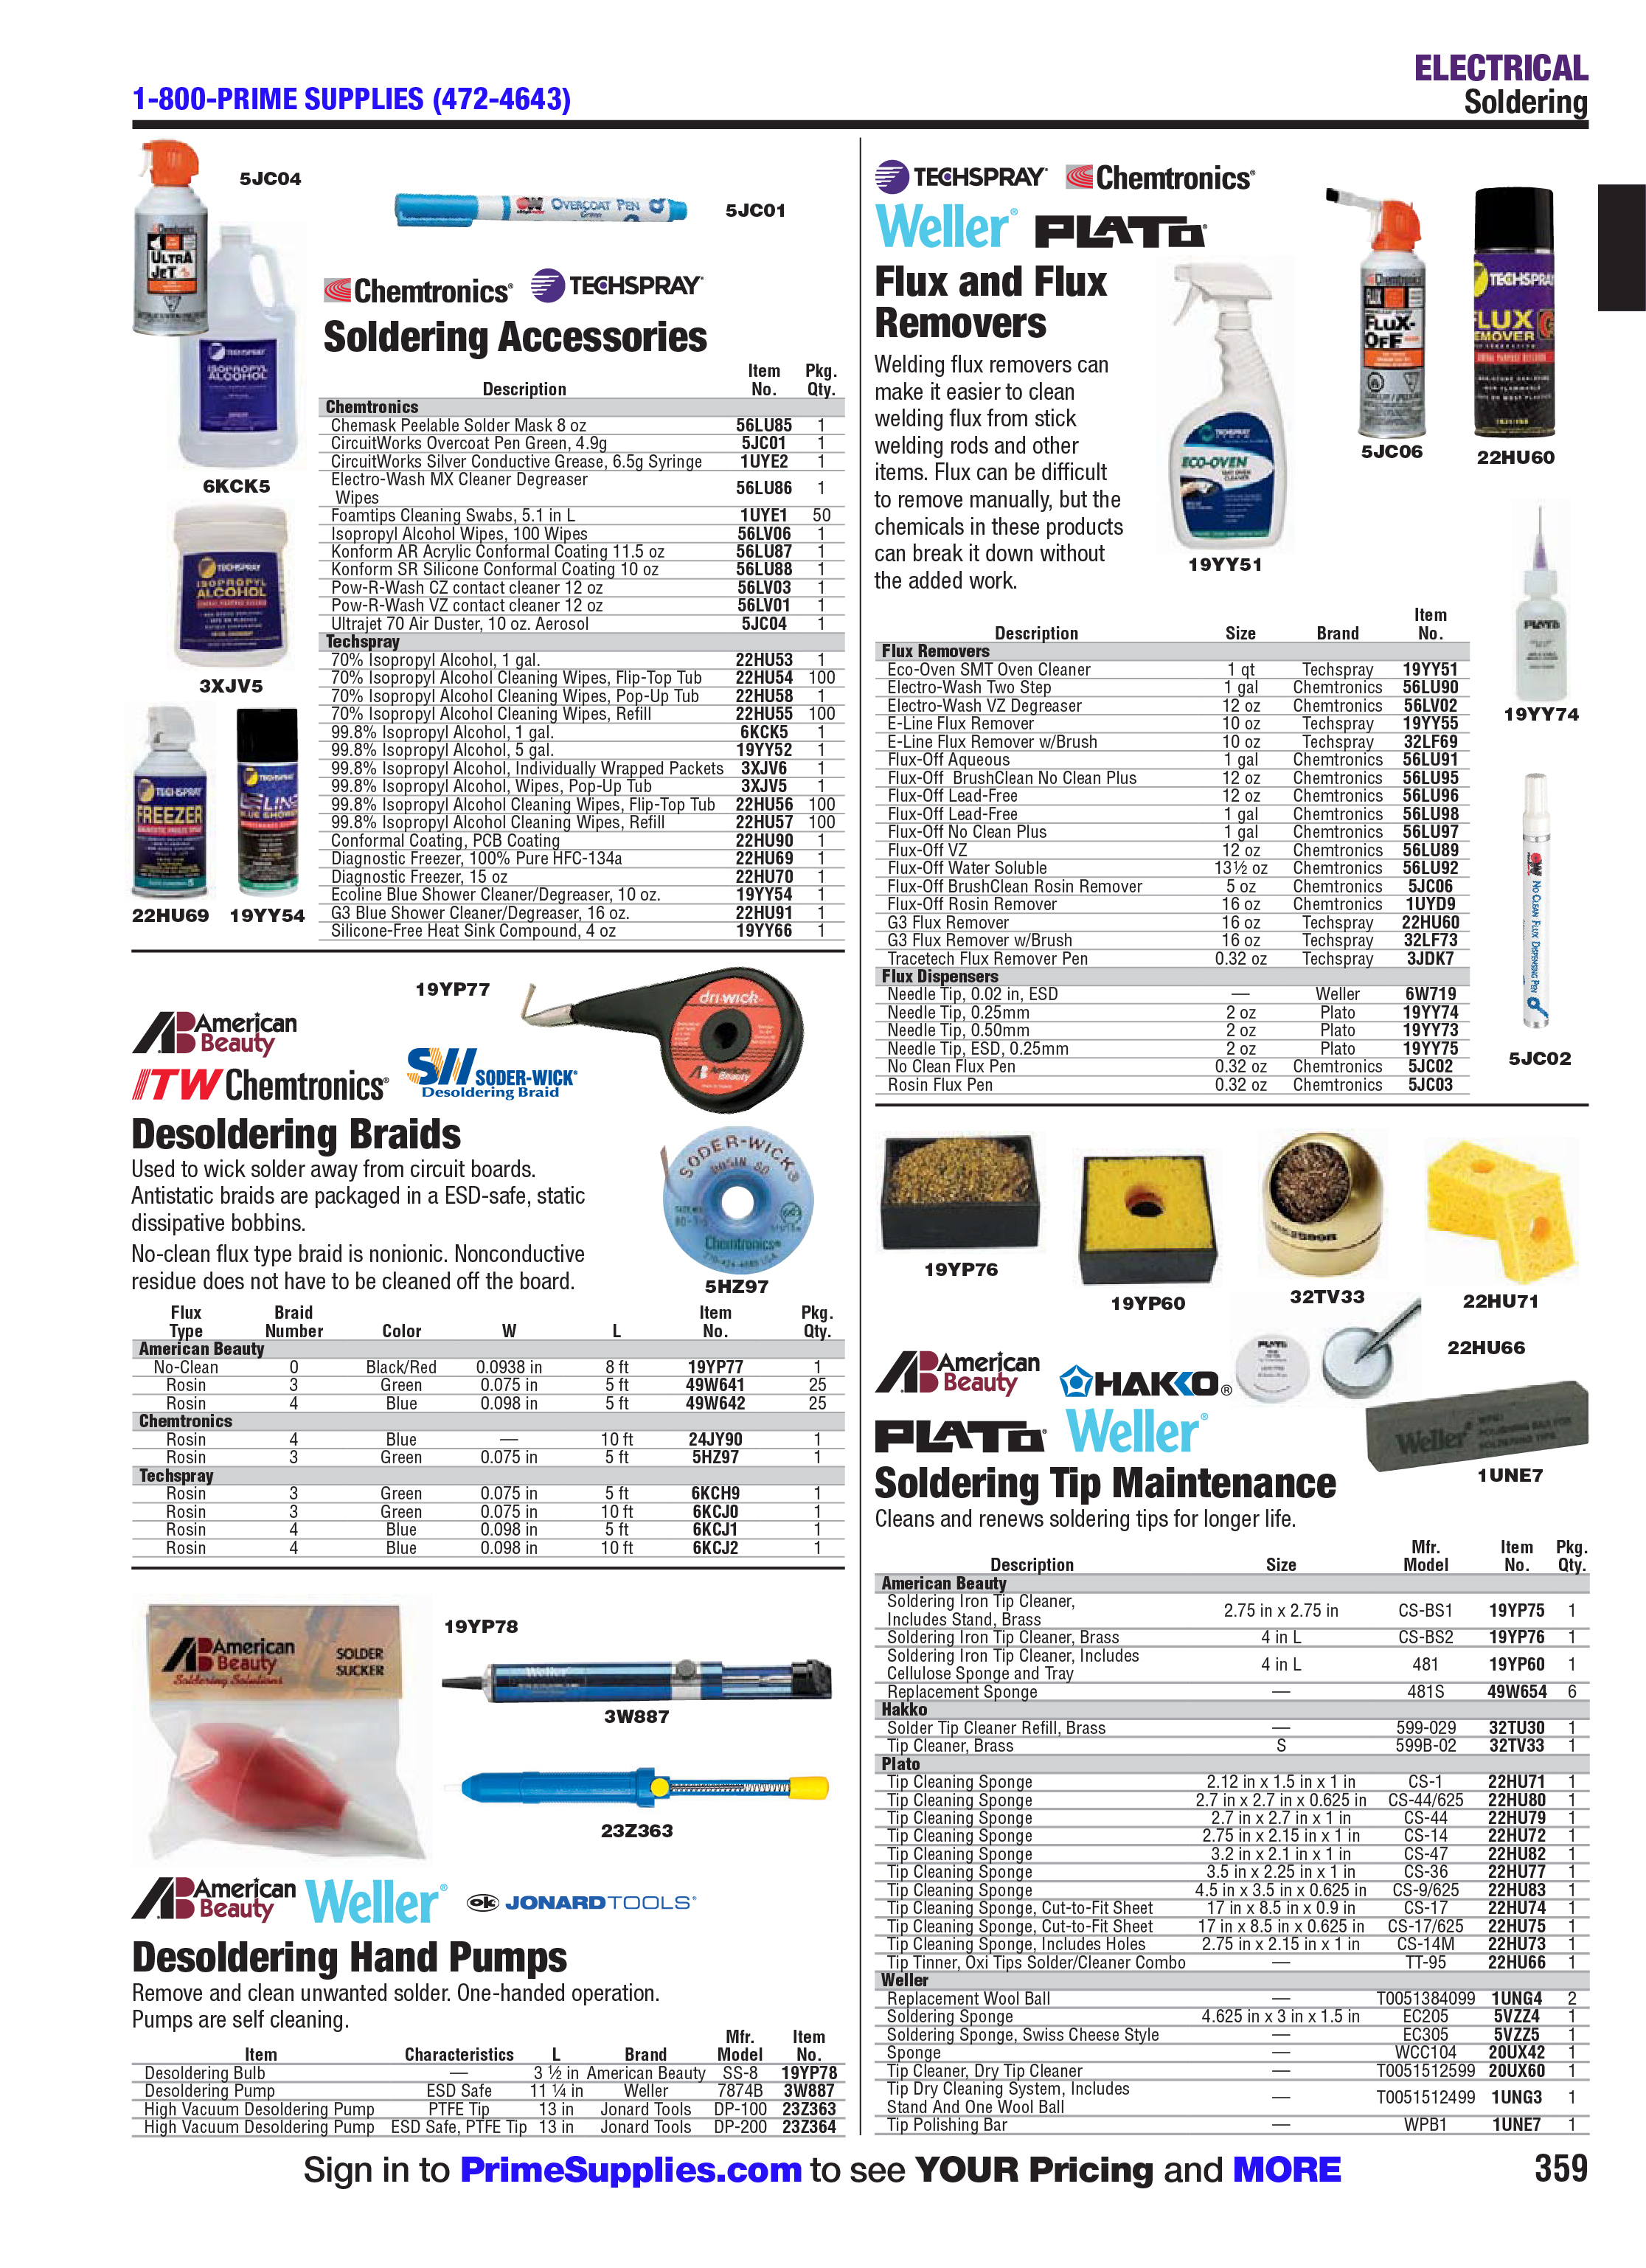 1-800-PRIME SUPPLIES (472-4643)
ELECTRICAL
Soldering
5JC04
5JC01
6KCK5
3XJV5
22HU69 19YY54
Chemtronics TECHSPRAY
Soldering Accessories
Description Item No. Pkg. Qty.
Chemtronics
Chemask Peelable Solder Mask 8 oz 56LU85 1
CircuitWorks Overcoat Pen Green, 4.9g 5JC01 1
CircuitWorks Silver Conductive Grease, 6.5g Syringe 1UYE2 1
Electro-Wash MX Cleaner Degreaser
Wipes 56LU86 1
Foamtips Cleaning Swabs, 5.1 in L 1UYE1 50
Isopropyl Alcohol Wipes, 100 Wipes 56LV06 1
Konform AR Acrylic Conformal Coating 11.5 oz 56LU87 1
Konform SR Silicone Conformal Coating 10 oz 56LU88 1
Pow-R-Wash CZ contact cleaner 12 oz 56LV03 1
Pow-R-Wash VZ contact cleaner 12 oz 56LV01 1
Ultrajet 70 Air Duster, 10 oz. Aerosol 5JC04 1
Techspray
70% Isopropyl Alcohol, 1 gal. 22HU53 1
70% Isopropyl Alcohol Cleaning Wipes, Flip-Top Tub 22HU54 100
70% Isopropyl Alcohol Cleaning Wipes, Pop-Up Tub 22HU58 1
70% Isopropyl Alcohol Cleaning Wipes, Refill 22HU55 100
99.8% Isopropyl Alcohol, 1 gal. 6KCK5 1
99.8% Isopropyl Alcohol, 5 gal. 19YY52 1
99.8% Isopropyl Alcohol, Individually Wrapped Packets 3XJV6 1
99.8% Isopropyl Alcohol, Wipes, Pop-Up Tub 3XJV5 1
99.8% Isopropyl Alcohol Cleaning Wipes, Flip-Top Tub 22HU56 100
99.8% Isopropyl Alcohol Cleaning Wipes, Refill 22HU57 100
Conformal Coating, PCB Coating 22HU90 1
Diagnostic Freezer, 100% Pure HFC-134a 22HU69 1
Diagnostic Freezer, 15 oz 22HU70 1
Ecoline Blue Shower Cleaner/Degreaser, 10 oz. 19YY54 1
G3 Blue Shower Cleaner/Degreaser, 16 oz. 22HU91 1
Silicone-Free Heat Sink Compound, 4 oz 19YY66 1
19YP77
American Beauty
ITW Chemtronics
SW SODER-WICK
Desoldering Braid
Desoldering Braids
Used to wick solder away from circuit boards.
Antistatic braids are packaged in a ESD-safe, static
dissipative bobbins.
No-clean flux type braid is nonionic. Nonconductive
residue does not have to be cleaned off the board.
5HZ97
Flux Type Braid Number Color W L Item No. Pkg. Qty.
American Beauty
No-Clean 0 Black/Red 0.0938 in 8 ft 19YP77 1
Rosin 3 Green 0.075 in 5 ft 49W641 25
Rosin 4 Blue 0.098 in 5 ft 49W642 25
Chemtronics
Rosin 4 Blue — 10 ft 24JY90 1
Rosin 3 Green 0.075 in 5 ft 5HZ97 1
Techspray
Rosin 3 Green 0.075 in 5 ft 6KCH9 1
Rosin 3 Green 0.075 in 10 ft 6KCJ0 1
Rosin 4 Blue 0.098 in 5 ft 6KCJ1 1
Rosin 4 Blue 0.098 in 10 ft 6KCJ2 1
American Beauty
Soldering Solutions
SOLDER
SUCKER
19YP78
3W887
23Z363
American Beauty Weller ok JONARD TOOLS
Desoldering Hand Pumps
Remove and clean unwanted solder. One-handed operation.
Pumps are self cleaning.
Item Characteristics L Brand Mfr. Model Item No.
Desoldering Bulb — 3 ½ in American Beauty SS-8 19YP78
Desoldering Pump ESD Safe 11 ¼ in Weller 7874B 3W887
High Vacuum Desoldering Pump PTFE Tip 13 in Jonard Tools DP-100 23Z363
High Vacuum Desoldering Pump ESD Safe, PTFE Tip 13 in Jonard Tools DP-200 23Z364
TECHSPRAY Chemtronics
Weller PLATO
Flux and Flux
Removers
Welding flux removers can
make it easier to clean
welding flux from stick
welding rods and other
items. Flux can be difficult
to remove manually, but the
chemicals in these products
can break it down without
the added work.
19YY51
5JC06
22HU60
19YY74
5JC02
Description Size Brand Item No.
Flux Removers
Eco-Oven SMT Oven Cleaner 1 qt Techspray 19YY51
Electro-Wash Two Step 1 gal Chemtronics 56LU90
Electro-Wash VZ Degreaser 12 oz Chemtronics 56LV02
E-Line Flux Remover 10 oz Techspray 19YY55
E-Line Flux Remover w/Brush 10 oz Techspray 32LF69
Flux-Off Aqueous 1 gal Chemtronics 56LU91
Flux-Off BrushClean No Clean Plus 12 oz Chemtronics 56LU95
Flux-Off Lead-Free 12 oz Chemtronics 56LU96
Flux-Off Lead-Free 1 gal Chemtronics 56LU98
Flux-Off No Clean Plus 1 gal Chemtronics 56LU97
Flux-Off VZ 12 oz Chemtronics 56LU89
Flux-Off Water Soluble 13½ oz Chemtronics 56LU92
Flux-Off BrushClean Rosin Remover 5 oz Chemtronics 5JC06
Flux-Off Rosin Remover 16 oz Chemtronics 1UYD9
G3 Flux Remover 16 oz Techspray 22HU60
G3 Flux Remover w/Brush 16 oz Techspray 32LF73
Tracetech Flux Remover Pen 0.32 oz Techspray 3JDK7
Flux Dispensers
Needle Tip, 0.02 in, ESD — Weller 6W719
Needle Tip, 0.25mm 2 oz Plato 19YY74
Needle Tip, 0.50mm 2 oz Plato 19YY73
Needle Tip, ESD, 0.25mm 2 oz Plato 19YY75
No Clean Flux Pen 0.32 oz Chemtronics 5JC02
Rosin Flux Pen 0.32 oz Chemtronics 5JC03
19YP76
19YP60
32TV33
22HU71
22HU66
1UNE7
American Beauty HAKKO
PLATO Weller
Soldering Tip Maintenance
Cleans and renews soldering tips for longer life.
Description Size Mfr. Model Item No. Pkg. Qty.
American Beauty
Soldering Iron Tip Cleaner,
Includes Stand, Brass 2.75 in x 2.75 in CS-BS1 19YP75 1
Soldering Iron Tip Cleaner, Brass 4 in L CS-BS2 19YP76 1
Soldering Iron Tip Cleaner, Includes
Cellulose Sponge and Tray 4 in L 481 19YP60 1
Replacement Sponge — 481S 49W654 6
Hakko
Solder Tip Cleaner Refill, Brass — 599-029 32TU30 1
Tip Cleaner, Brass S 599B-02 32TV33 1
Plato
Tip Cleaning Sponge 2.12 in x 1.5 in x 1 in CS-1 22HU71 1
Tip Cleaning Sponge 2.7 in x 2.7 in x 0.625 in CS-44/625 22HU80 1
Tip Cleaning Sponge 2.7 in x 2.7 in x 1 in CS-44 22HU79 1
Tip Cleaning Sponge 2.75 in x 2.15 in x 1 in CS-14 22HU72 1
Tip Cleaning Sponge 3.2 in x 2.1 in x 1 in CS-47 22HU82 1
Tip Cleaning Sponge 3.5 in x 2.25 in x 1 in CS-36 22HU77 1
Tip Cleaning Sponge 4.5 in x 3.5 in x 0.625 in CS-9/625 22HU83 1
Tip Cleaning Sponge, Cut-to-Fit Sheet 17 in x 8.5 in x 0.9 in CS-17 22HU74 1
Tip Cleaning Sponge, Cut-to-Fit Sheet 17 in x 8.5 in x 0.625 in CS-17/625 22HU75 1
Tip Cleaning Sponge, Includes Holes 2.75 in x 2.15 in x 1 in CS-14M 22HU73 1
Tip Tinner, Oxi Tips Solder/Cleaner Combo — TT-95 22HU66 1
Weller
Replacement Wool Ball — T0051384099 1UNG4 2
Soldering Sponge 4.625 in x 3 in x 1.5 in EC205 5VZZ4 1
Soldering Sponge, Swiss Cheese Style — EC305 5VZZ5 1
Sponge — WCC104 20UX42 1
Tip Cleaner, Dry Tip Cleaner — T0051512599 20UX60 1
Tip Dry Cleaning System, Includes
Stand And One Wool Ball — T0051512499 1UNG3 1
Tip Polishing Bar — WPB1 1UNE7 1
Sign in to PrimeSupplies.com to see YOUR Pricing and MORE
359